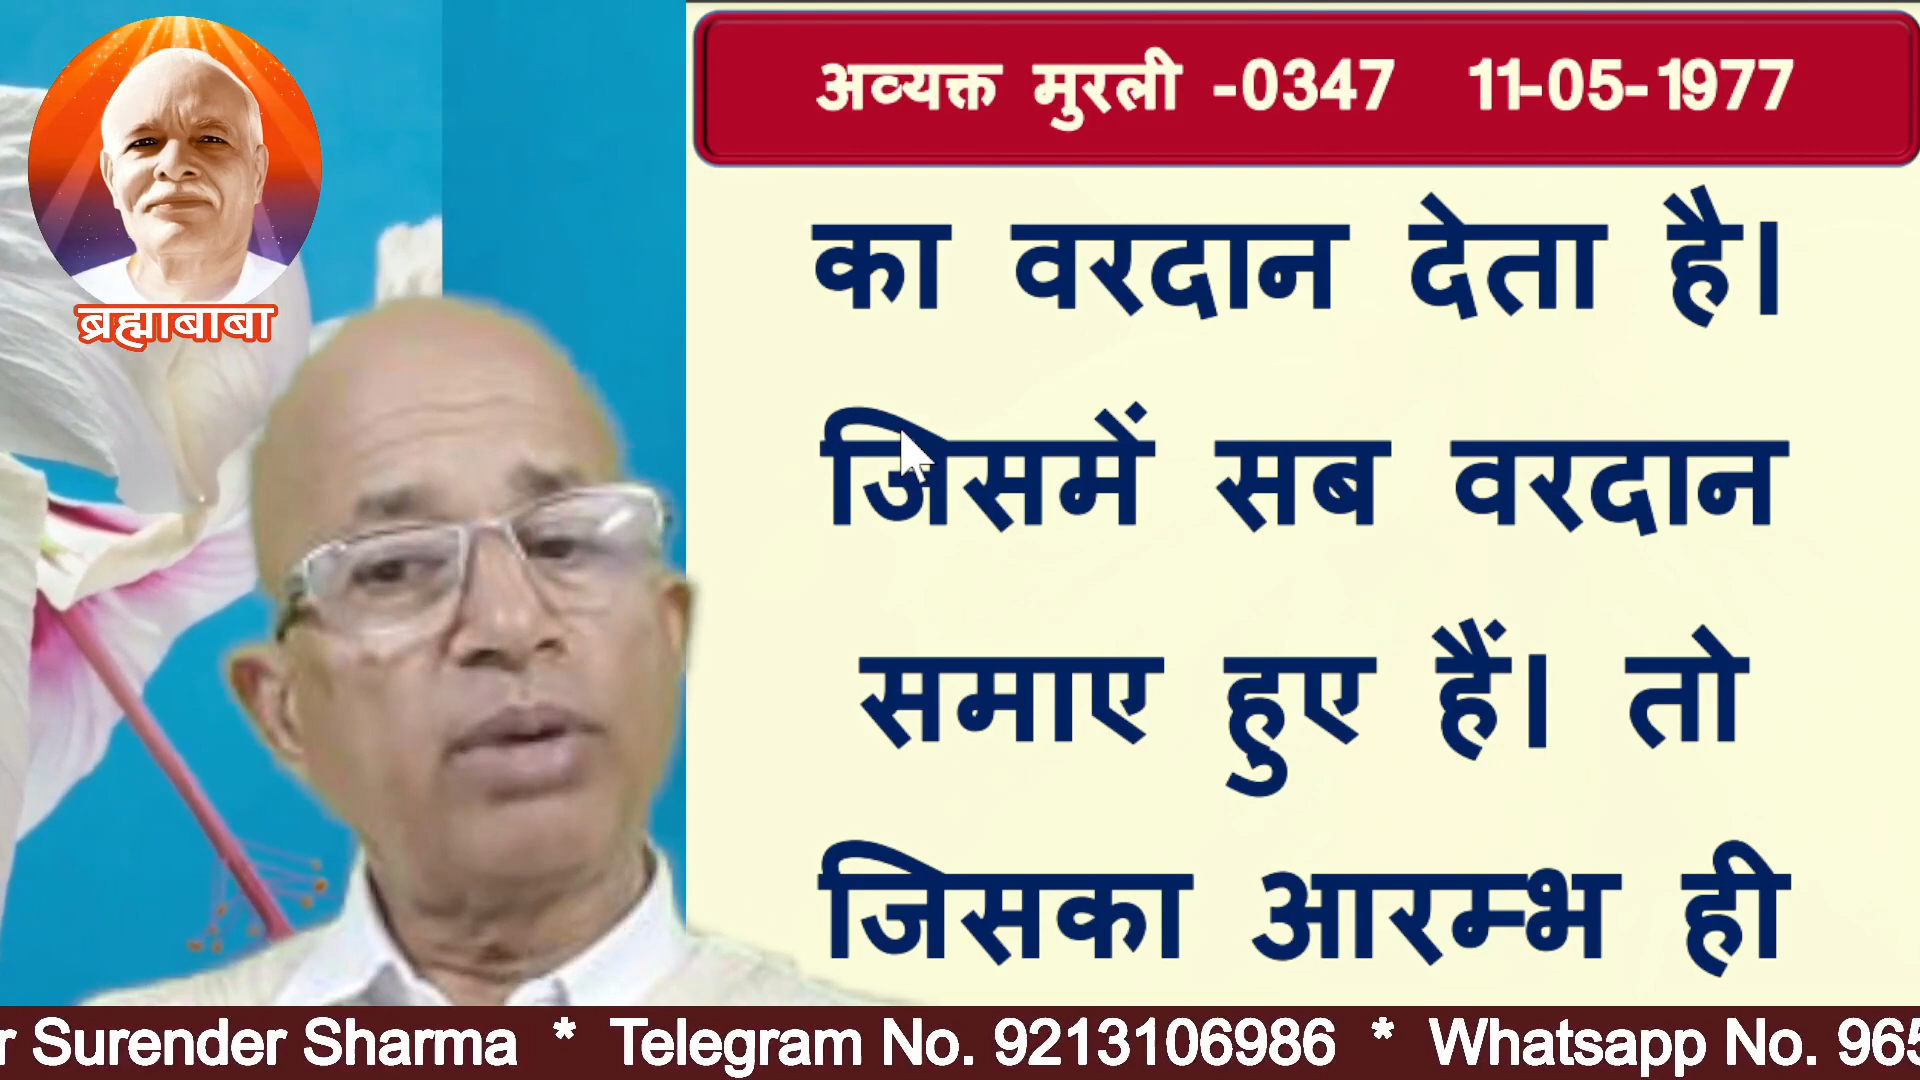 अव्यक्त मुरली -0347 11-05-1977
ब्रह्माबाबा
का वरदान देता है।
जिसमें सब वरदान
समाए हुए हैं। तो
जिसका आरम्भ ही
r Surender Sharma * Telegram No. 9213106986 * Whatsapp No. 965